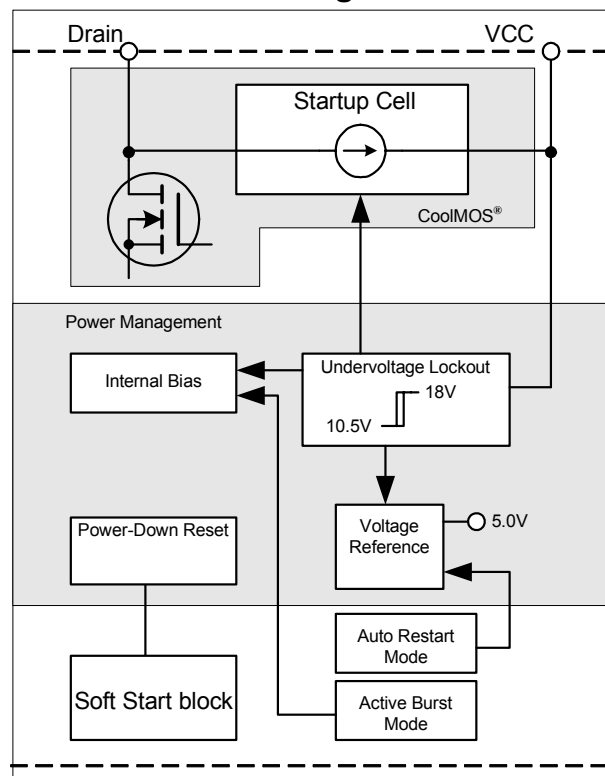 Drain
VCC
Startup Cell
CoolMOS®
Power Management
Internal Bias
Undervoltage Lockout
18V
10.5V
Power-Down Reset
Voltage
Reference
5.0V
Auto Restart
Mode
Soft Start block
Active Burst
Mode